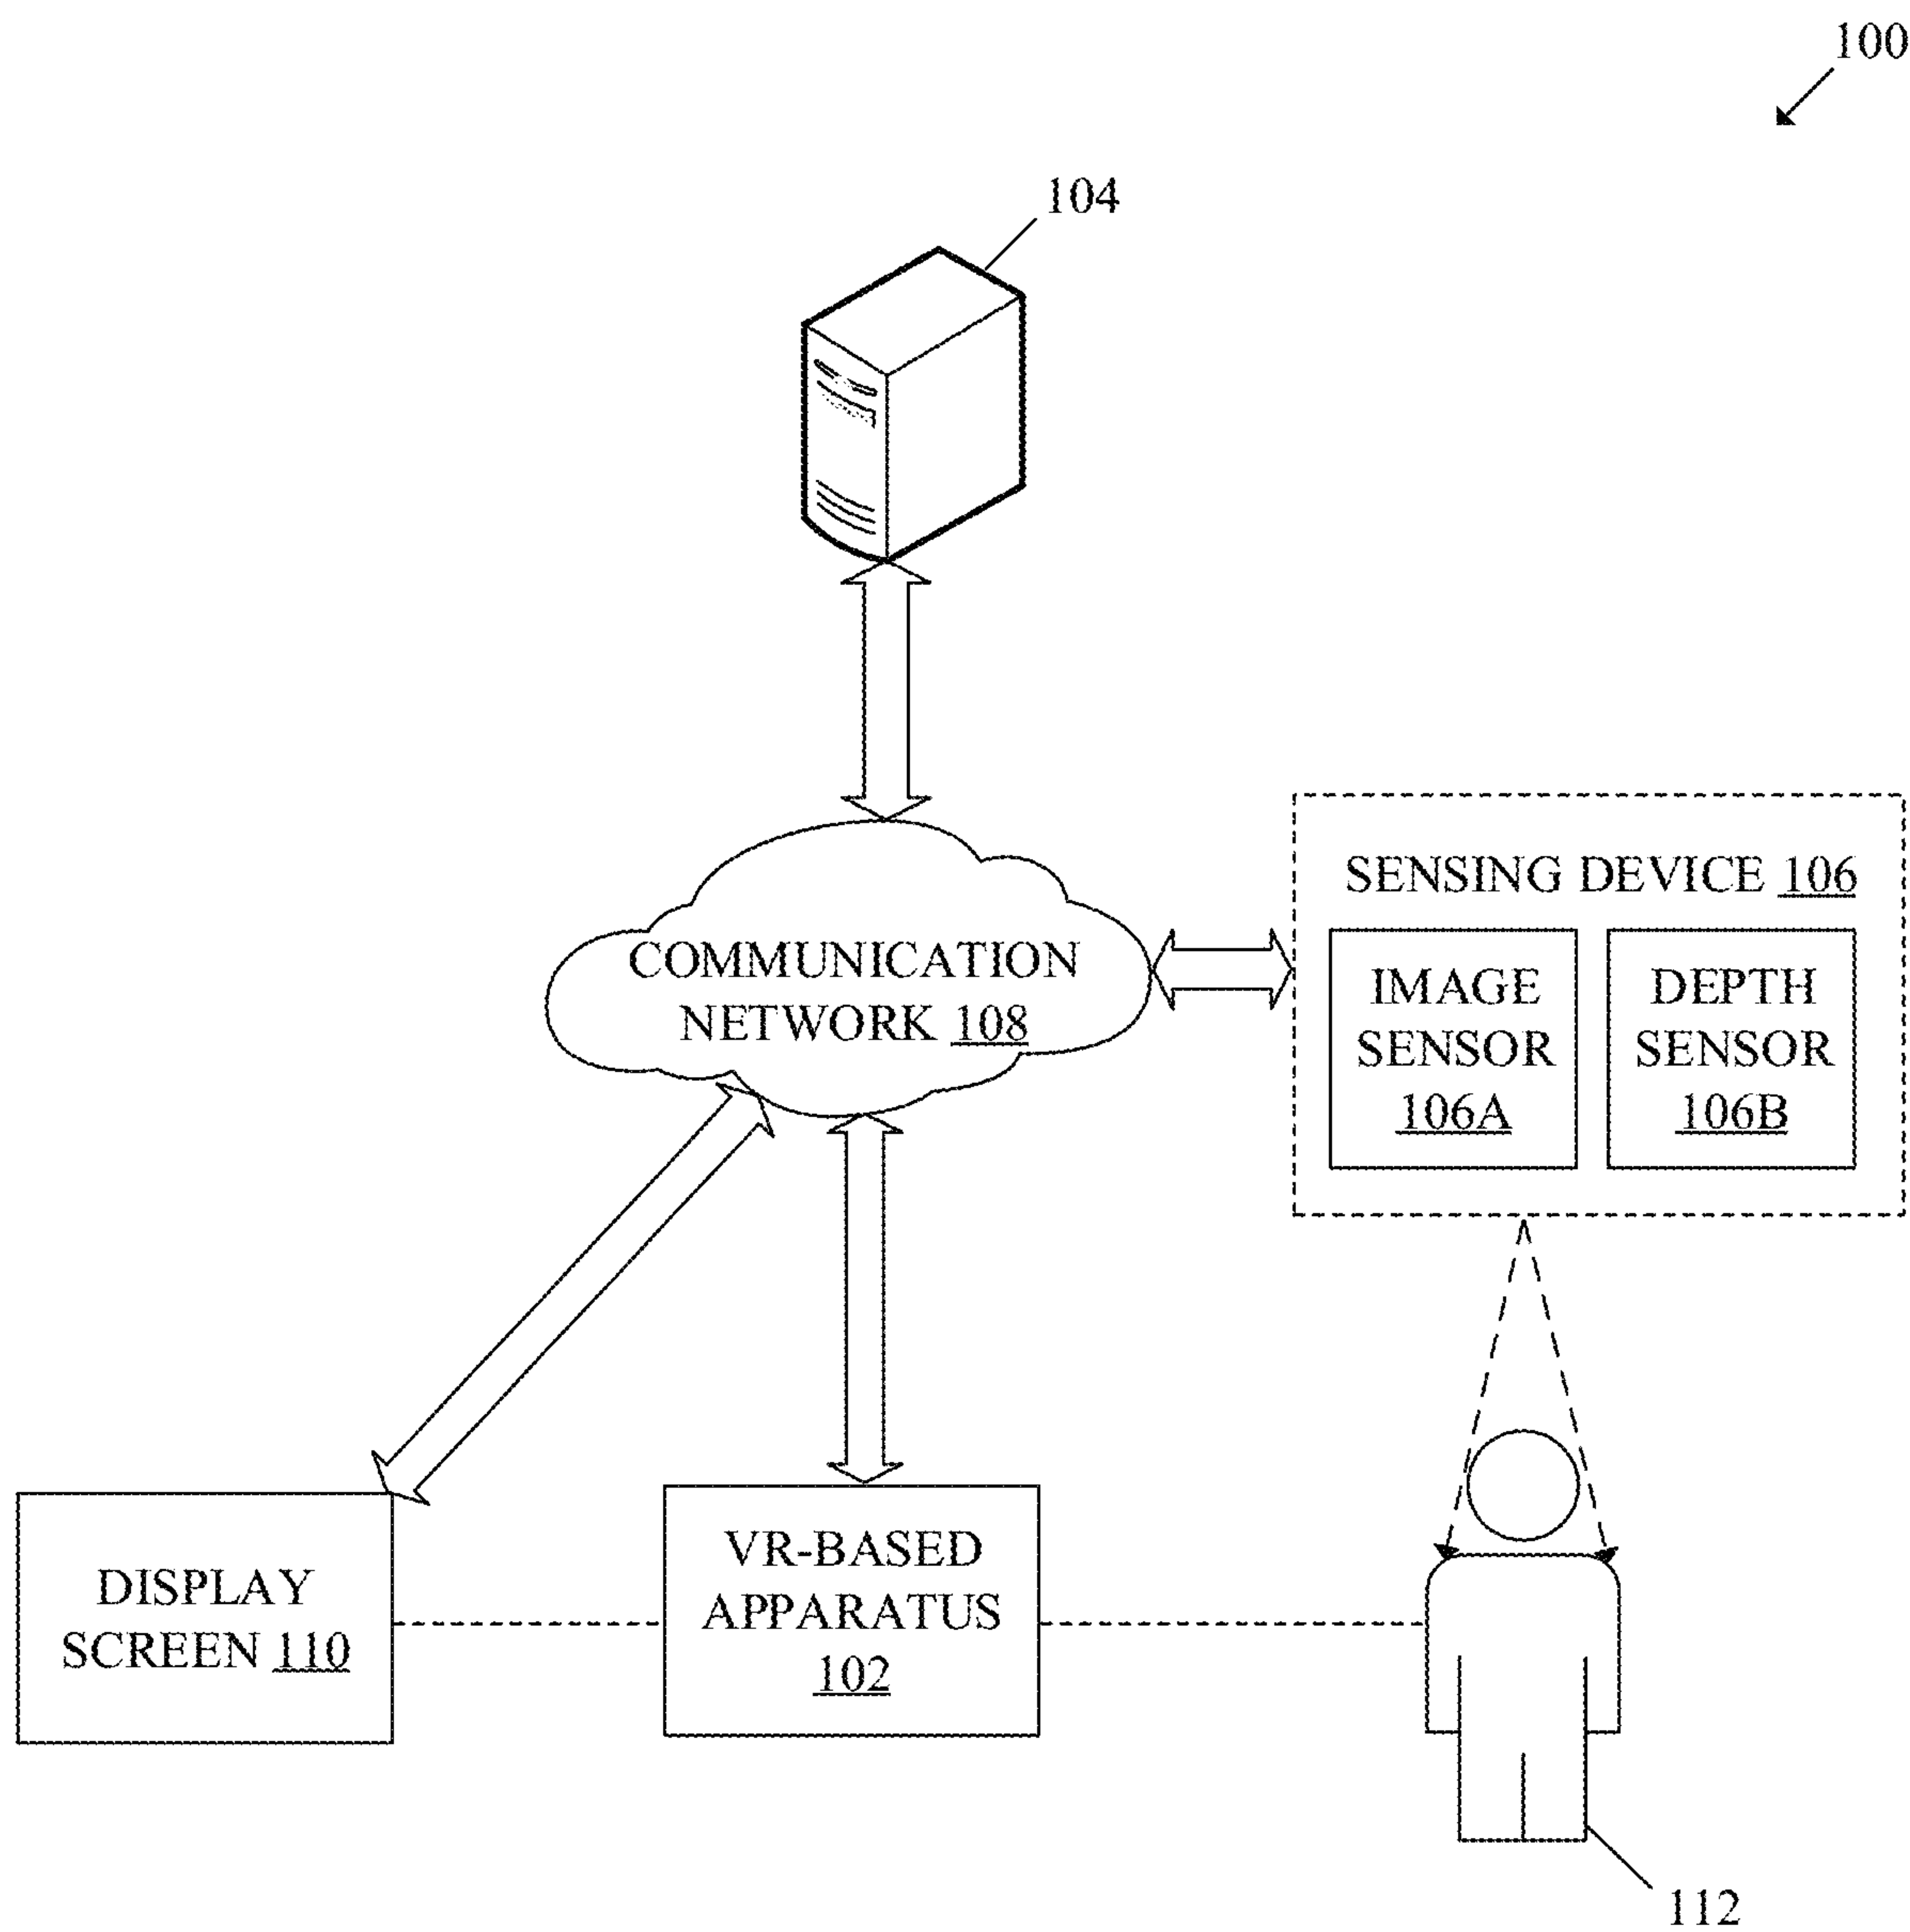 100
104
SENSING DEVICE 106
COMMUNICATION
NETWORK 108
IMAGE
SENSOR
106A
DEPTH
SENSOR
106B
DISPLAY
SCREEN 110
VR-BASED
APPARATUS
102
112